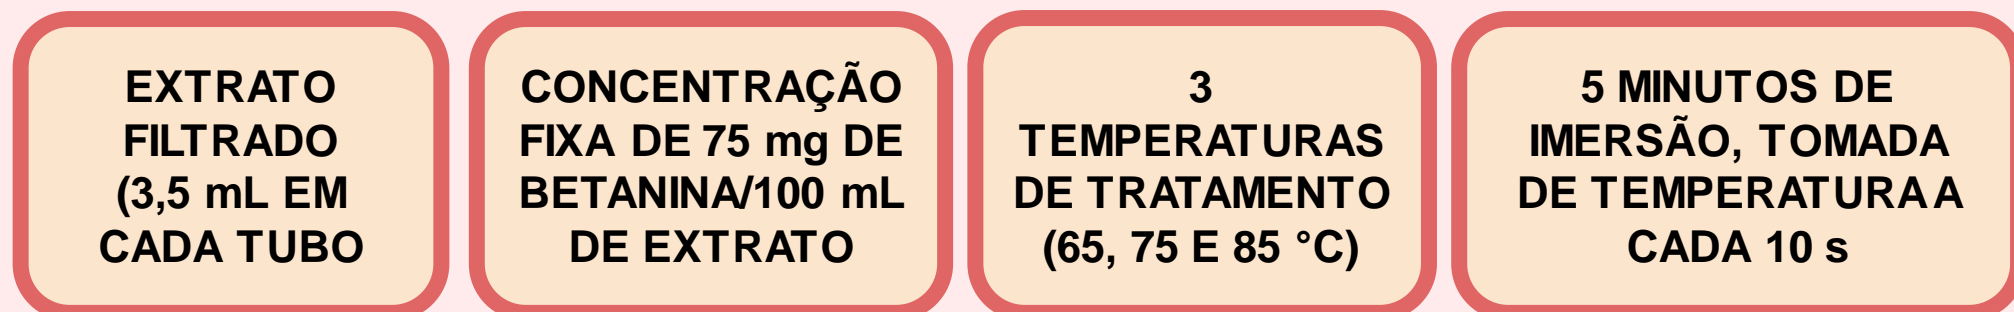 EXTRATO
FILTRADO
(3,5 mL EM
CADA TUBO
CONCENTRAÇÃO
FIXA DE 75 mg DE
BETANINA/100 mL
DE EXTRATO
3
TEMPERATURAS
DE TRATAMENTO
(65, 75 E 85 °C)
5 MINUTOS DE
IMERSÃO, TOMADA
DE TEMPERATURA A
CADA 10 s